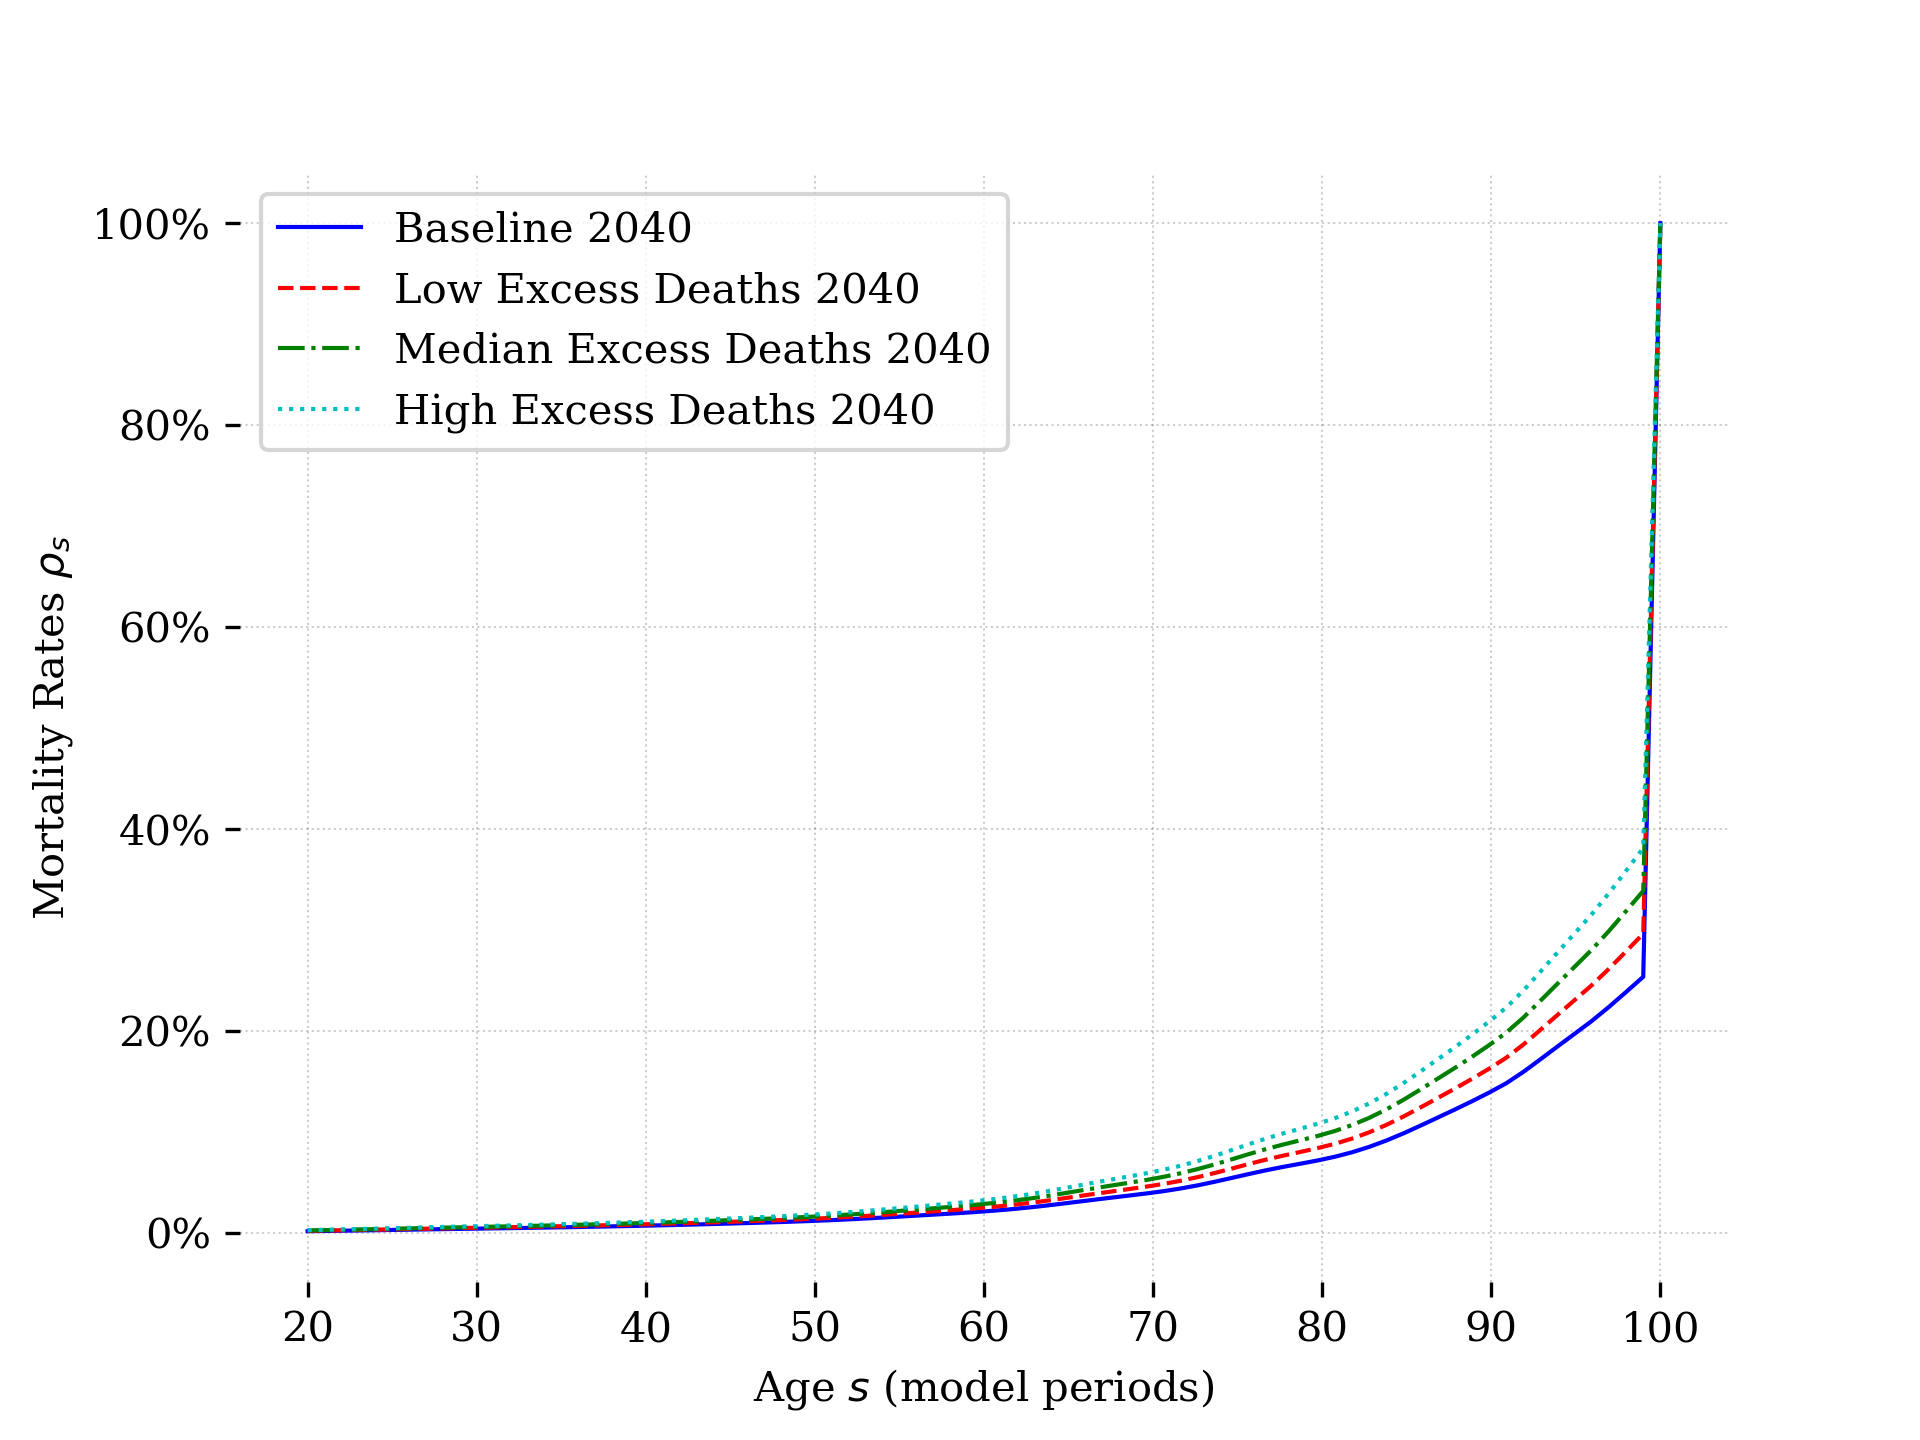 Baseline 2040
Low Excess Deaths 2040
Median Excess Deaths 2040
High Excess Deaths 2040
100%
80%
60%
40%
20%
0%
Mortality Rates ρₛ
20 30 40 50 60 70 80 90 100
Age s (model periods)